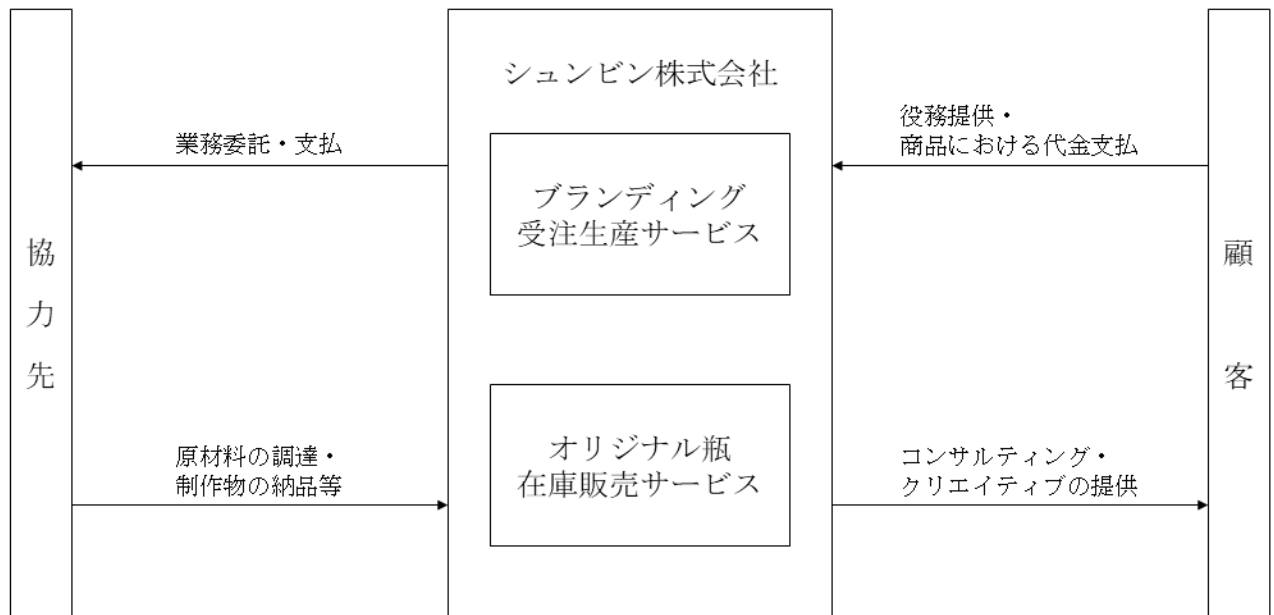 シュンビン株式会社
業務委託・支払
役務提供・
商品における代金支払
ブランディング
受注生産サービス
協力先
顧客
オリジナル瓶
在庫販売サービス
原材料の調達・
制作物の納品等
コンサルティング・
クリエイティブの提供